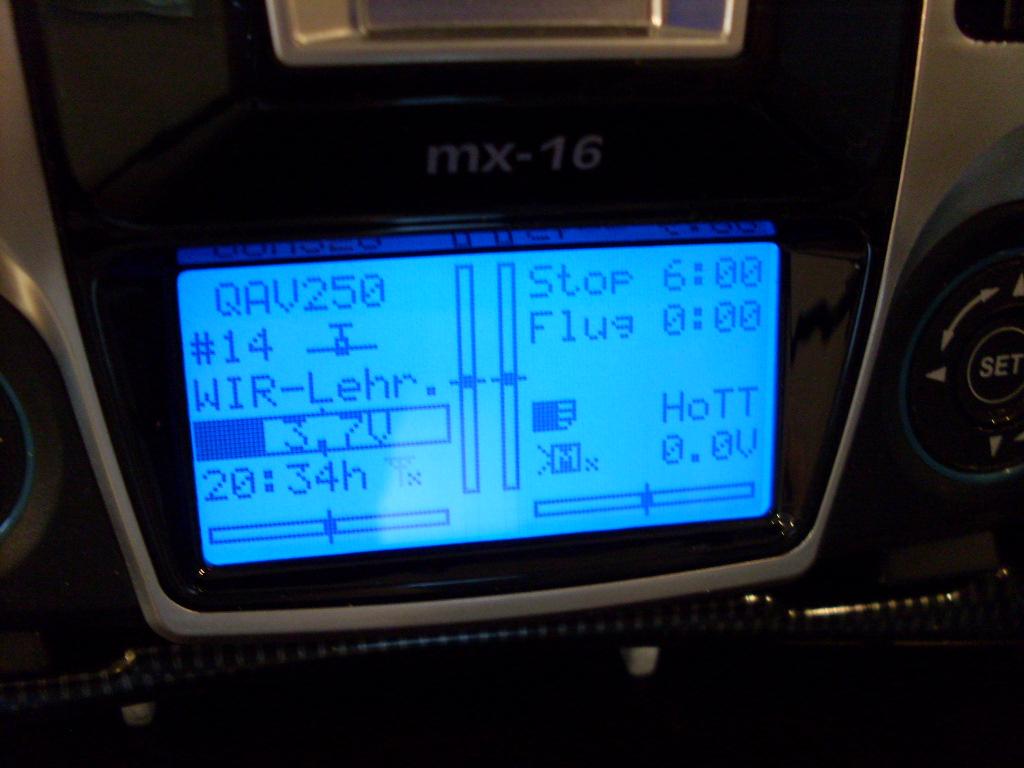 mx-16
QAV250
Stop 6:00
#14
Flug 0:00
WIR-Lehr.
HoTT
3.7V
M x
0.0V
20:34h
x
SET